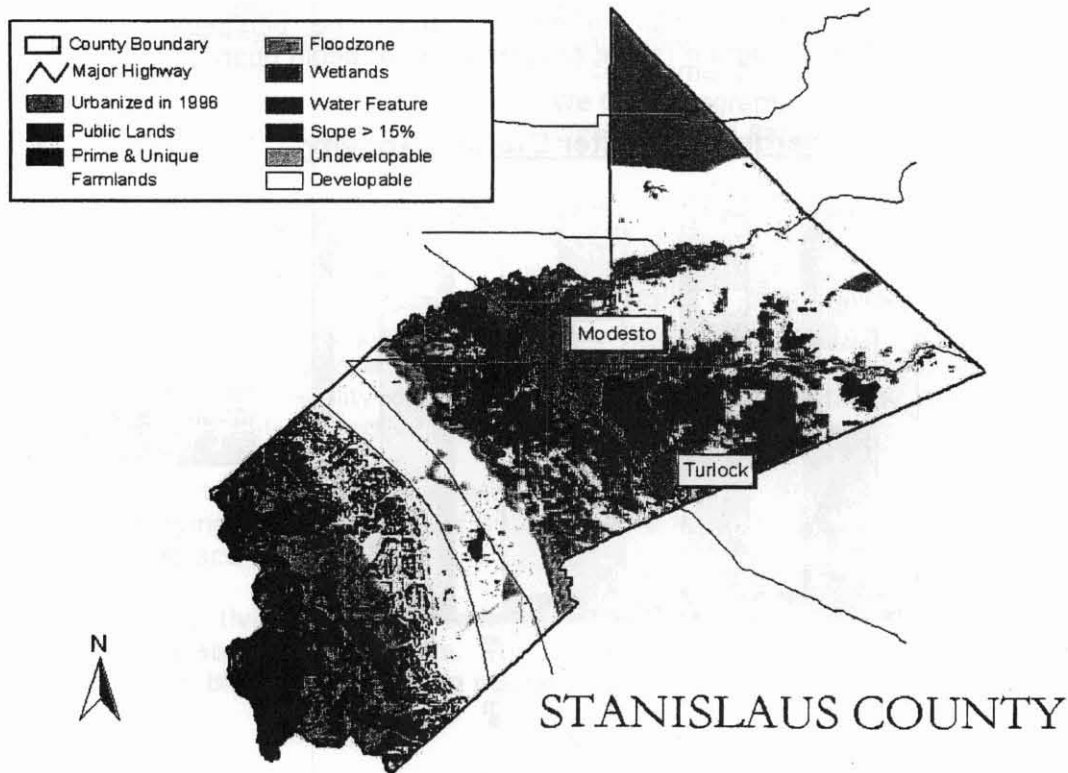 County Boundary
Major Highway
Urbanized in 1996
Public Lands
Prime & Unique
Farmlands
Floodzone
Wetlands
Water Feature
Slope > 15%
Undevelopable
Developable
Modesto
Turlock
N
STANISLAUS COUNTY